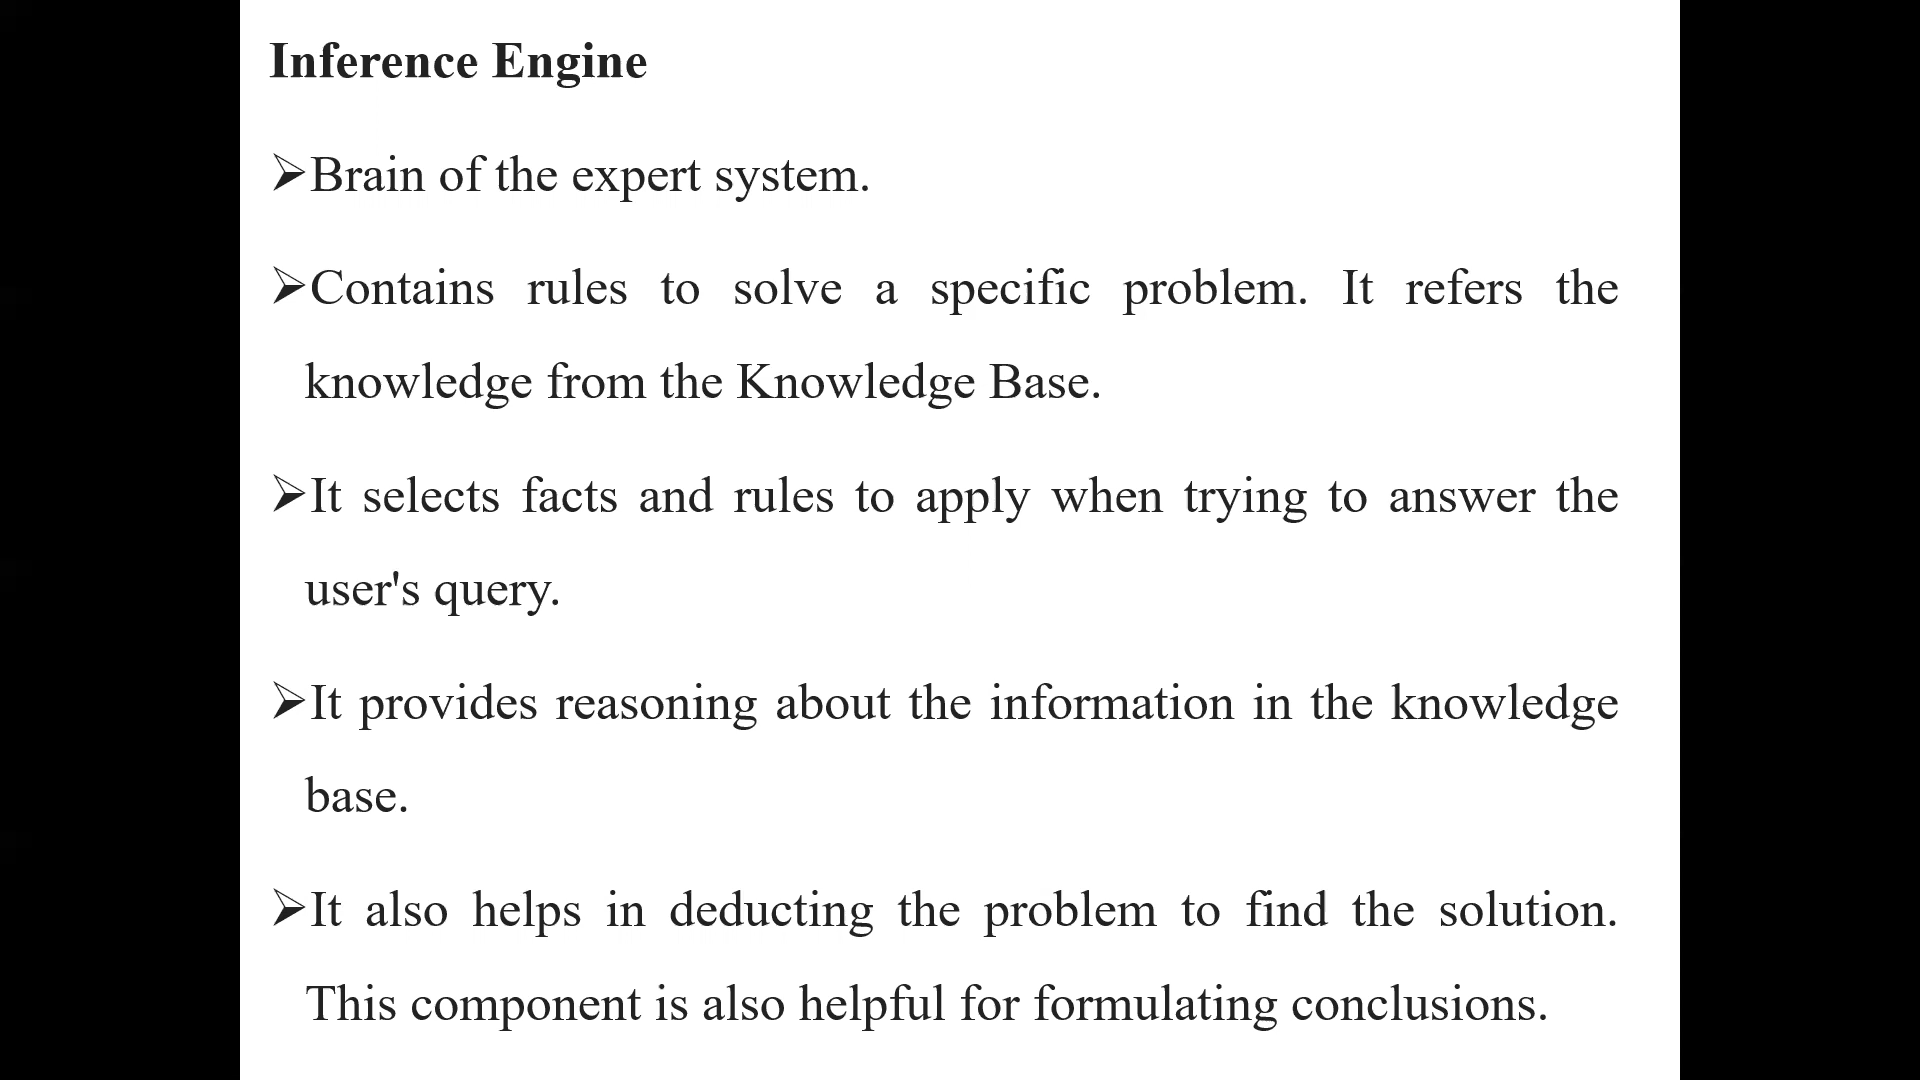 Inference Engine
➢Brain of the expert system.
➢Contains rules to solve a specific problem. It refers the
knowledge from the Knowledge Base.
➢It selects facts and rules to apply when trying to answer the
user's query.
➢It provides reasoning about the information in the knowledge
base.
➢It also helps in deducting the problem to find the solution.
This component is also helpful for formulating conclusions.